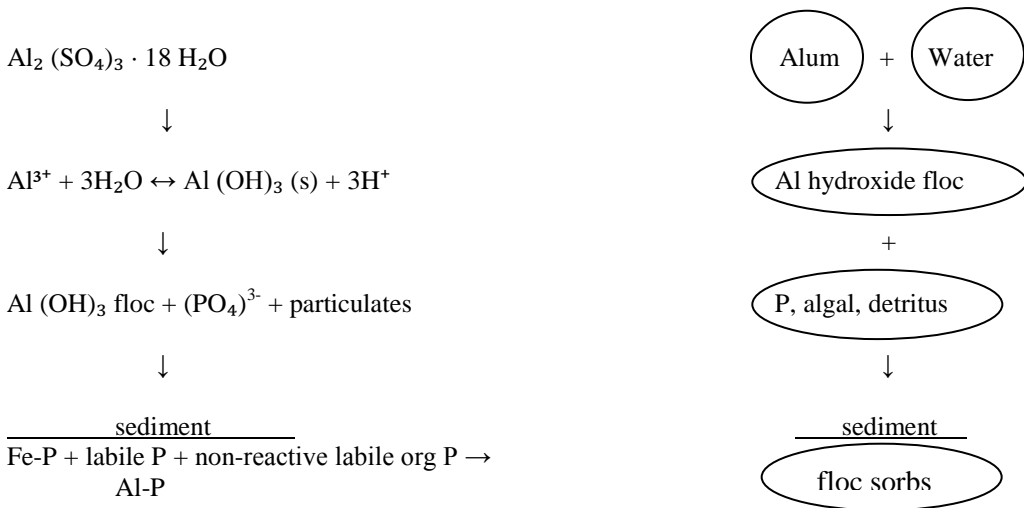 Al₂ (SO₄)₃ · 18 H₂O
↓
Al³⁺ + 3H₂O ↔ Al (OH)₃ (s) + 3H⁺
↓
Al (OH)₃ floc + (PO₄)³⁻ + particulates
↓
sediment
Fe-P + labile P + non-reactive labile org P →
Al-P
Alum + Water
↓
Al hydroxide floc
+
P, algal, detritus
↓
sediment
floc sorbs